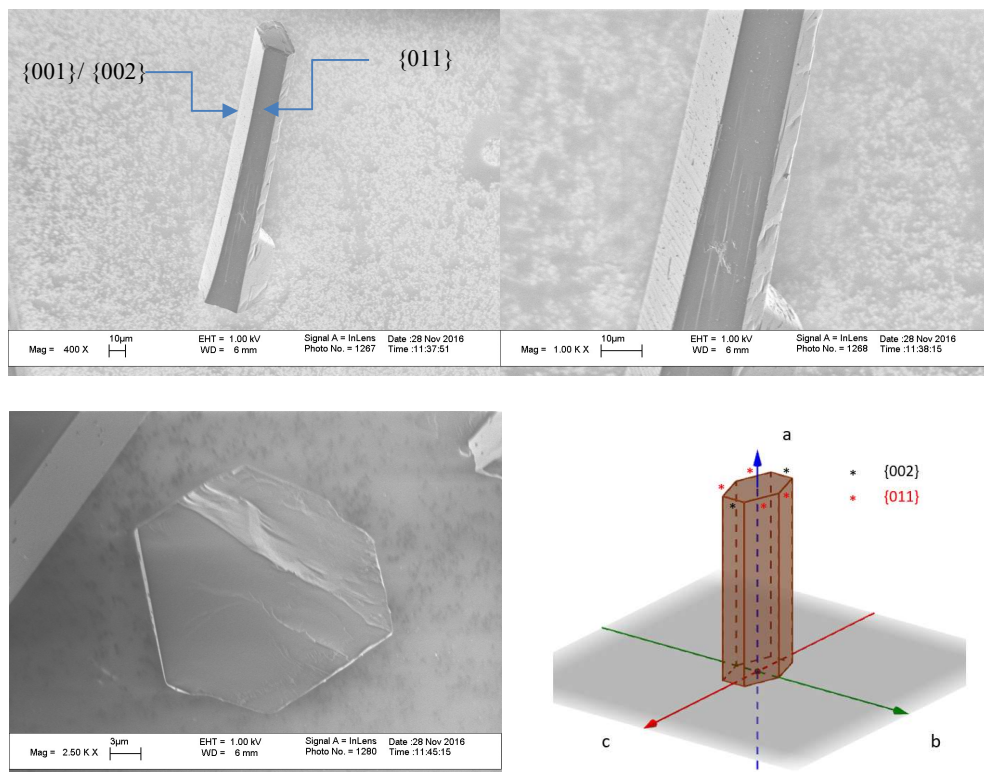 {001}/ {002}
{011}
10µm
Mag = 400 X
EHT = 1.00 kV
WD = 6 mm
Signal A = InLens
Photo No. = 1267
Date :28 Nov 2016
Time :11:37:51
10µm
Mag = 1.00 K X
EHT = 1.00 kV
WD = 6 mm
Signal A = InLens
Photo No. = 1268
Date :28 Nov 2016
Time :11:38:15
3µm
Mag = 2.50 K X
EHT = 1.00 kV
WD = 6 mm
Signal A = InLens
Photo No. = 1280
Date :28 Nov 2016
Time :11:45:15
a
* {002}
* {011}
c
b